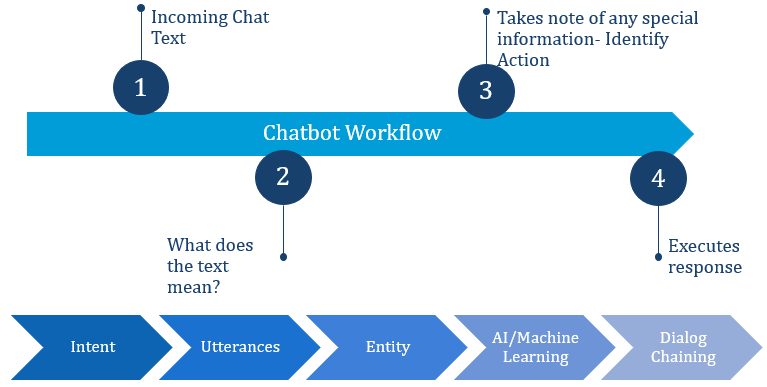 Incoming Chat
Text
1
Takes note of any special
information- Identify
Action
3
Chatbot Workflow
2
What does
the text
mean?
4
Executes
response
Intent
Utterances
Entity
AI/Machine
Learning
Dialog
Chaining